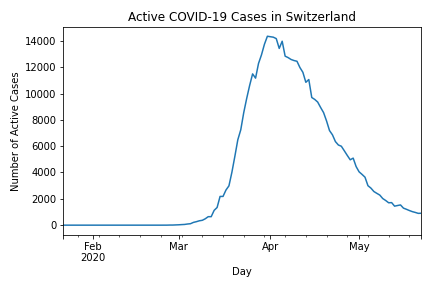 Active COVID-19 Cases in Switzerland
Number of Active Cases
14000
12000
10000
8000
6000
4000
2000
0
Feb
2020
Mar
Apr
May
Day